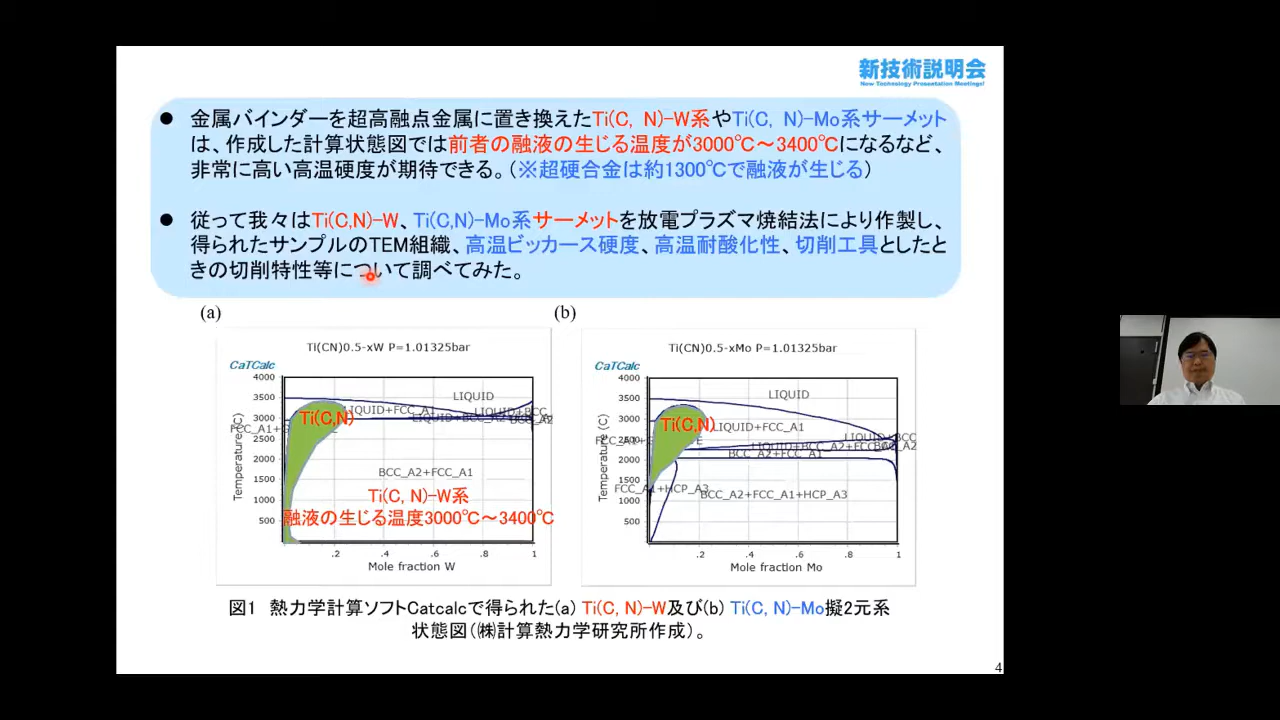 新技術説明会
New Technology Presentation Meetings!
● 金属バインダーを超高融点金属に置き換えたTi(C, N)-W系やTi(C, N)-Mo系サーメット
は、作成した計算状態図では前者の融液の生じる温度が3000℃～3400℃になるなど、
非常に高い高温硬度が期待できる。（※超硬合金は約1300℃で融液が生じる）
● 従って我々はTi(C,N)-W、Ti(C,N)-Mo系サーメットを放電プラズマ焼結法により作製し、
得られたサンプルのTEM組織、高温ビッカース硬度、高温耐酸化性、切削工具としたと
きの切削特性等について調べてみた。
(a)
Ti(CN)0.5-xW P=1.01325bar
CaTCalc
Temperature (C)
4000
3500
3000
2500
2000
1500
1000
500
LIQUID
LIQUID+FCC_A1
Ti(C,N)
BCC_A2+FCC_A1
Ti(C, N)-W系
融液の生じる温度3000℃～3400℃
.2 .4 .6 .8 1
Mole fraction W
(b)
Ti(CN)0.5-xMo P=1.01325bar
CaTCalc
Temperature (C)
4000
3500
3000
2500
2000
1500
1000
500
LIQUID
Ti(C,N)
LIQUID+FCC_A1
LIQUID+BCC
BCC_A2+FCC_A1
FCC_A1+HCP_A3
BCC_A2+FCC_A1+HCP_A3
.2 .4 .6 .8 1
Mole fraction Mo
図1 熱力学計算ソフトCatcalcで得られた(a) Ti(C, N)-W及び(b) Ti(C, N)-Mo擬2元系
状態図（㈱計算熱力学研究所作成）。
4